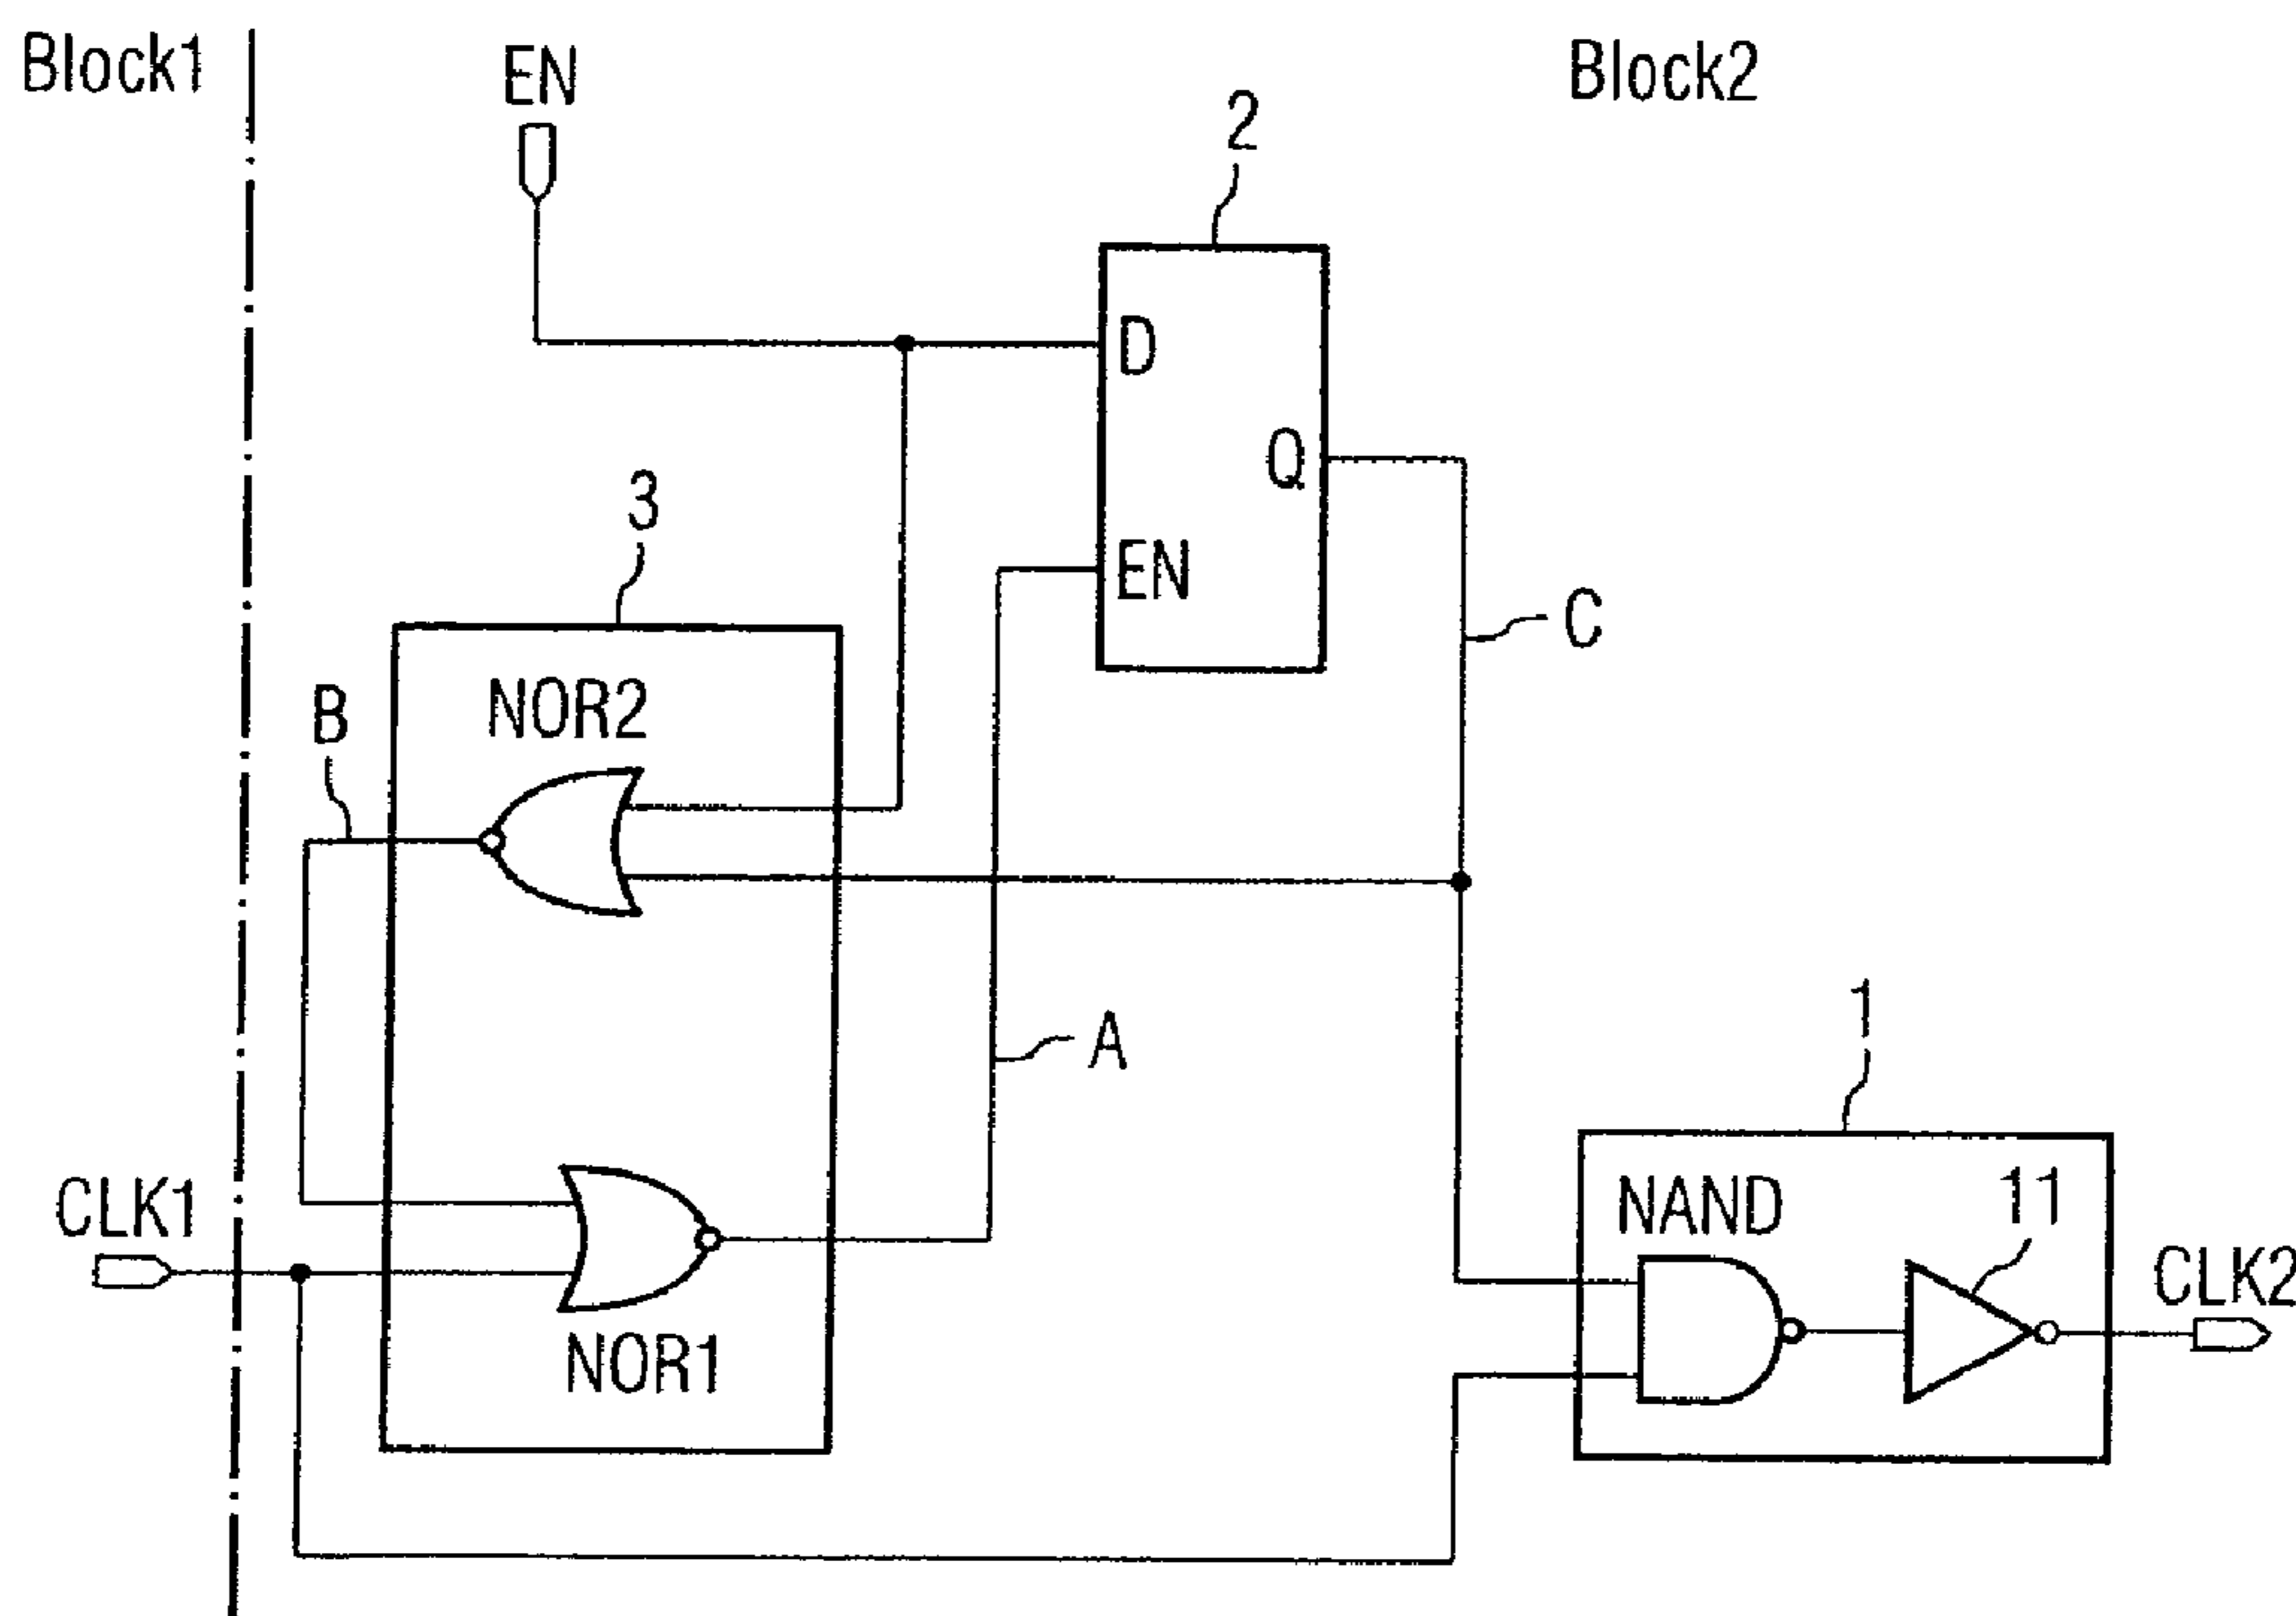 Block1
EN
Block2
2
D
Q
EN
3
C
NOR2
B
A
1
CLK1
NAND
11
CLK2
NOR1